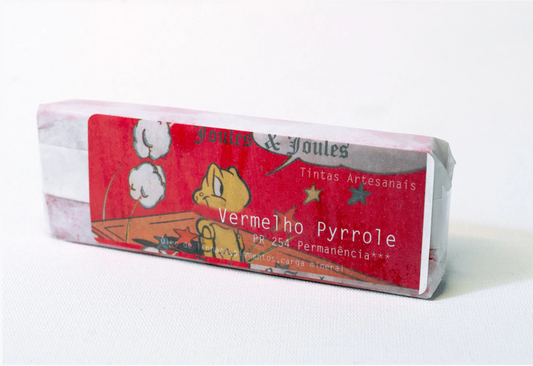 Joules & Joules
Tintas Artesanais
Vermelho Pyrrole
PR 254 Permanência***
carga mineral